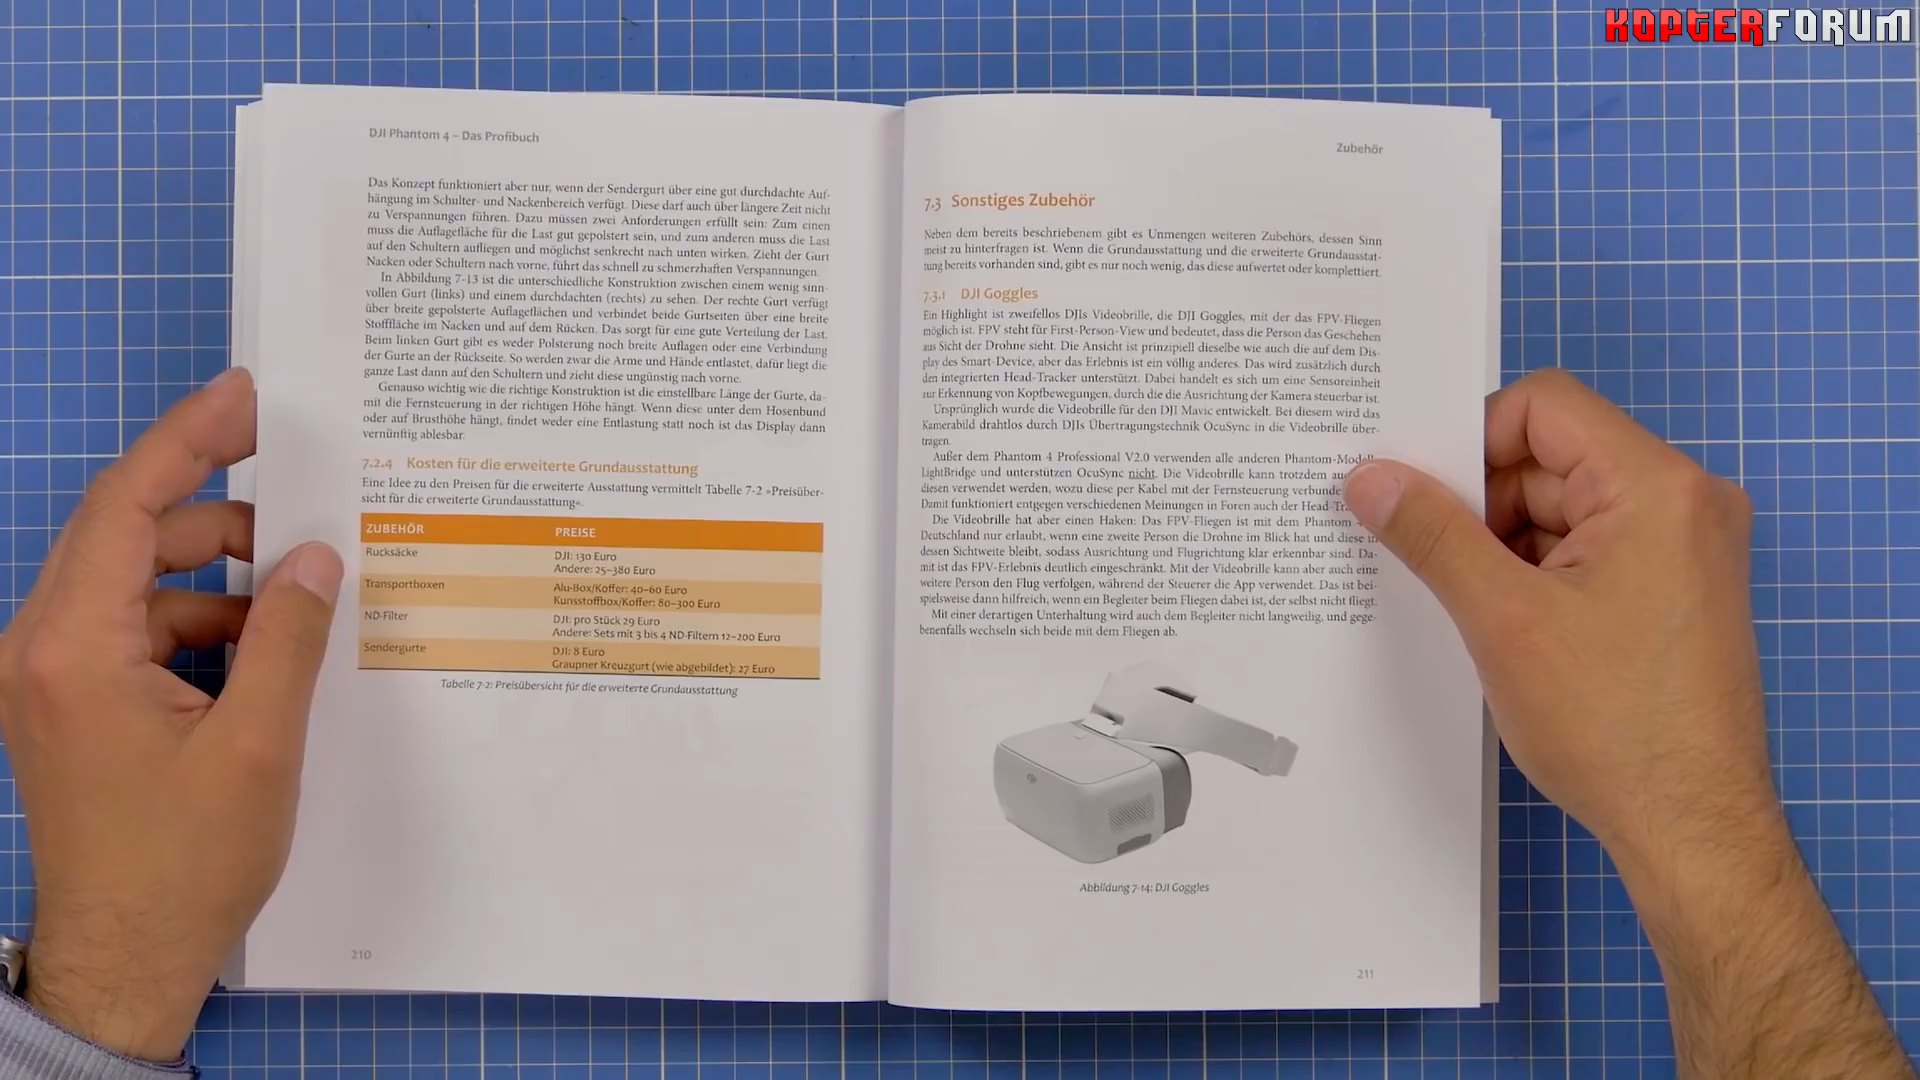 KOPTERFORUM
DJI Phantom 4 – Das Profibuch
Das Konzept funktioniert aber nur, wenn der Sendergurt über eine gut durchdachte Auf-
hängung im Schulter- und Nackenbereich verfügt. Diese darf auch über längere Zeit nicht
zu Verspannungen führen. Dazu müssen zwei Anforderungen erfüllt sein: Zum einen
muss die Auflagefläche für die Last gut gepolstert sein, und zum anderen muss die Last
auf den Schultern aufliegen und möglichst senkrecht nach unten wirken. Zieht der Gurt
Nacken oder Schultern nach vorne, führt das schnell zu schmerzhaften Verspannungen.
In Abbildung 7-13 ist die unterschiedliche Konstruktion zwischen einem wenig sinn-
vollen Gurt (links) und einem durchdachten (rechts) zu sehen. Der rechte Gurt verfügt
über breite gepolsterte Auflageflächen und verbindet beide Gurtseiten über eine breite
Stofffläche im Nacken und auf dem Rücken. Das sorgt für eine gute Verteilung der Last.
Beim linken Gurt gibt es weder Polsterung noch breite Auflagen oder eine Verbindung
der Gurte an der Rückseite. So werden zwar die Arme und Hände entlastet, dafür liegt die
ganze Last dann auf den Schultern und zieht diese ungünstig nach vorne.
Genauso wichtig wie die richtige Konstruktion ist die einstellbare Länge der Gurte, da-
mit die Fernsteuerung in der richtigen Höhe hängt. Wenn diese unter dem Hosenbund
oder auf Brusthöhe hängt, findet weder eine Entlastung statt noch ist das Display dann
vernünftig ablesbar.
7.2.4 Kosten für die erweiterte Grundausstattung
Eine Idee zu den Preisen für die erweiterte Ausstattung vermittelt Tabelle 7-2 »Preisüber-
sicht für die erweiterte Grundausstattung«.
ZUBEHÖR PREISE
Rucksäcke DJI: 130 Euro
Andere: 25–380 Euro
Transportboxen Alu-Box/Koffer: 40–60 Euro
Kunsstoffbox/Koffer: 80–300 Euro
ND-Filter DJI: pro Stück 29 Euro
Andere: Sets mit 3 bis 4 ND-Filtern 12–200 Euro
Sendergurte DJI: 8 Euro
Graupner Kreuzgurt (wie abgebildet): 27 Euro
Tabelle 7-2: Preisübersicht für die erweiterte Grundausstattung
210
Zubehör
7.3 Sonstiges Zubehör
Neben dem bereits beschriebenem gibt es Unmengen weiteren Zubehörs, dessen Sinn
meist zu hinterfragen ist. Wenn die Grundausstattung und die erweiterte Grundausstat-
tung bereits vorhanden sind, gibt es nur noch wenig, das diese aufwertet oder komplettiert.
7.3.1 DJI Goggles
Ein Highlight ist zweifellos DJIs Videobrille, die DJI Goggles, mit der das FPV-Fliegen
möglich ist. FPV steht für First-Person-View und bedeutet, dass die Person das Geschehen
aus Sicht der Drohne sieht. Die Ansicht ist prinzipiell dieselbe wie auch die auf dem Dis-
play des Smart-Device, aber das Erlebnis ist ein völlig anderes. Das wird zusätzlich durch
den integrierten Head-Tracker unterstützt. Dabei handelt es sich um eine Sensoreinheit
zur Erkennung von Kopfbewegungen, durch die die Ausrichtung der Kamera steuerbar ist.
Ursprünglich wurde die Videobrille für den DJI Mavic entwickelt. Bei diesem wird das
Kamerabild drahtlos durch DJIs Übertragungstechnik OcuSync in die Videobrille über-
tragen.
Außer dem Phantom 4 Professional V2.0 verwenden alle anderen Phantom-Modell
LightBridge und unterstützen OcuSync nicht. Die Videobrille kann trotzdem au
diesen verwendet werden, wozu diese per Kabel mit der Fernsteuerung verbunde
Damit funktioniert entgegen verschiedenen Meinungen in Foren auch der Head-Tr
Die Videobrille hat aber einen Haken: Das FPV-Fliegen ist mit dem Phantom 4
Deutschland nur erlaubt, wenn eine zweite Person die Drohne im Blick hat und diese in
dessen Sichtweite bleibt, sodass Ausrichtung und Flugrichtung klar erkennbar sind. Da-
mit ist das FPV-Erlebnis deutlich eingeschränkt. Mit der Videobrille kann aber auch eine
weitere Person den Flug verfolgen, während der Steuerer die App verwendet. Das ist bei-
spielsweise dann hilfreich, wenn ein Begleiter beim Fliegen dabei ist, der selbst nicht fliegt.
Mit einer derartigen Unterhaltung wird auch dem Begleiter nicht langweilig, und gege-
benenfalls wechseln sich beide mit dem Fliegen ab.
Abbildung 7-14: DJI Goggles
211